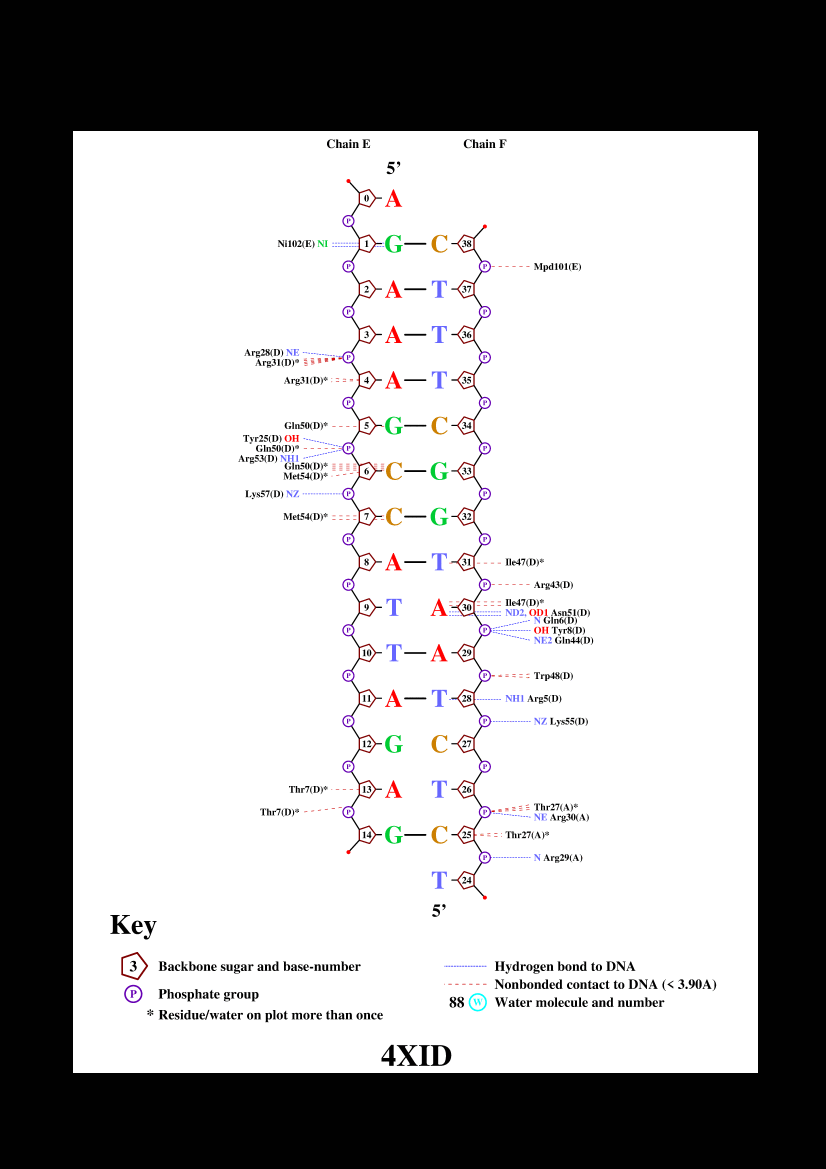 Chain E Chain F
5'
0 A
P
Ni102(E) NI 1 G C 38
P P Mpd101(E)
2 A T 37
P P
3 A T 36
Arg28(D) NE P P
Arg31(D)*
Arg31(D)* 4 A T 35
P P
Gln50(D)* 5 G C 34
Tyr25(D) OH
Gln50(D)* P P
Arg53(D) NH1
Gln50(D)* 6 C G 33
Met54(D)*
Lys57(D) NZ P P
Met54(D)* 7 C G 32
P P
8 A T 31 Ile47(D)*
P P Arg43(D)
9 T A 30 Ile47(D)*
ND2, OD1 Asn51(D)
N Gln6(D)
P P OH Tyr8(D)
NE2 Gln44(D)
10 T A 29
P P Trp48(D)
11 A T 28 NH1 Arg5(D)
P P NZ Lys55(D)
12 G C 27
P P
Thr7(D)* 13 A T 26
Thr27(A)*
Thr7(D)* P P NE Arg30(A)
14 G C 25 Thr27(A)*
P N Arg29(A)
T 24
5'
Key
3 Backbone sugar and base-number
P Phosphate group
* Residue/water on plot more than once
Hydrogen bond to DNA
Nonbonded contact to DNA (< 3.90A)
88 W Water molecule and number
4XID